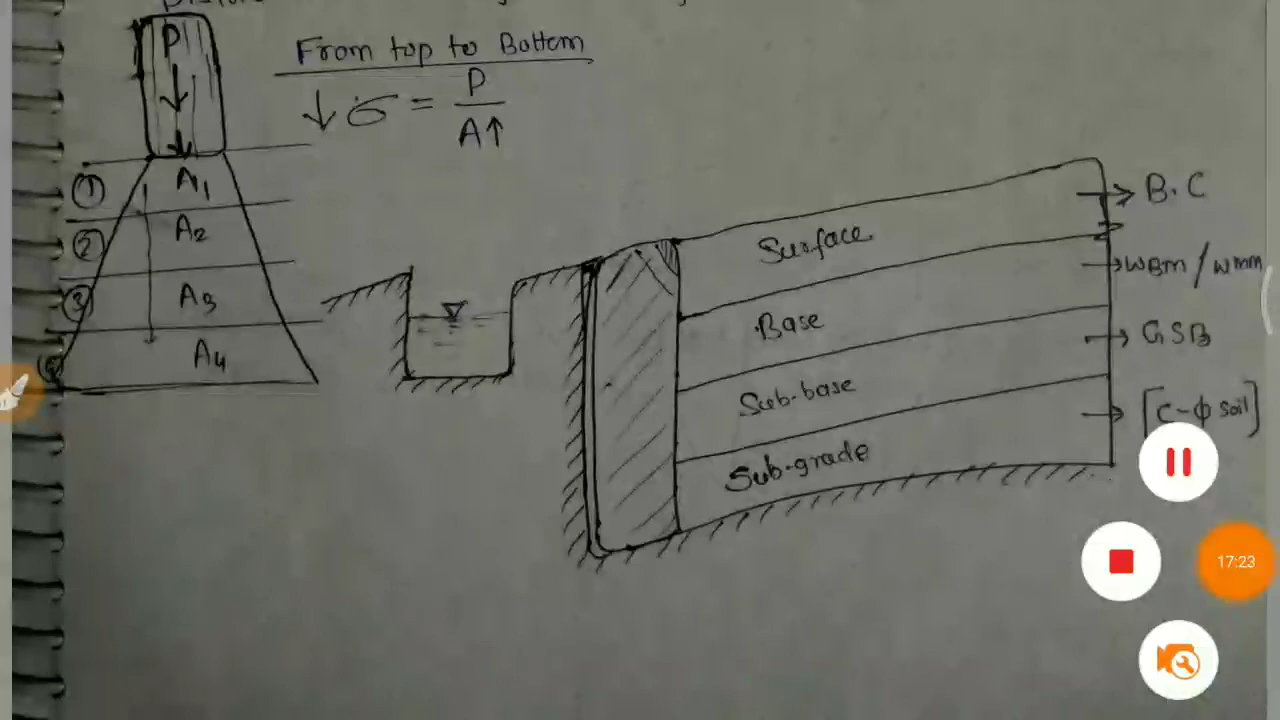 From top to Bottem
P
↓σ = P / A↑
① A1
② A2
③ A3
A4
Surface → B.C
Base → WBM / WMM
Sub-base → GSB
Sub-grade → [C-ϕ soil]
17:23